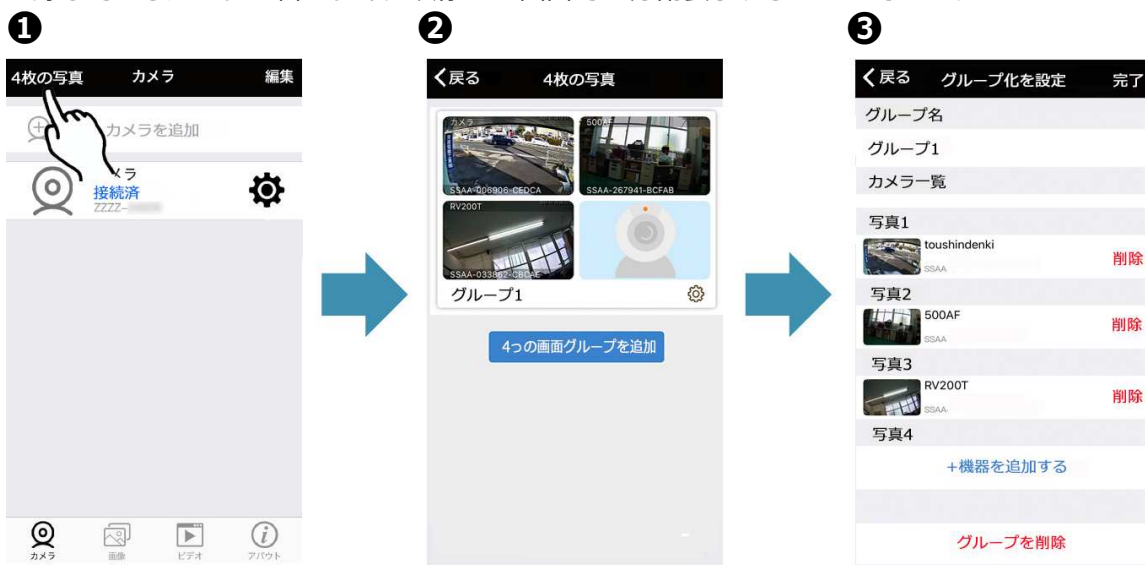 ❶
4枚の写真 カメラ 編集
カメラを追加
接続済
ZZZZ-
カメラ
画像
ビデオ
アバウト
❷
戻る 4枚の写真
カメラ
500AF
SSAA-006906-CEDCA
SSAA-267941-BCFAB
RV200T
SSAA-033862-CBCAE
グループ1
4つの画面グループを追加
❸
戻る グループ化を設定 完了
グループ名
グループ1
カメラ一覧
写真1
toushindenki
SSAA
削除
写真2
500AF
SSAA
削除
写真3
RV200T
SSAA
削除
写真4
+機器を追加する
グループを削除